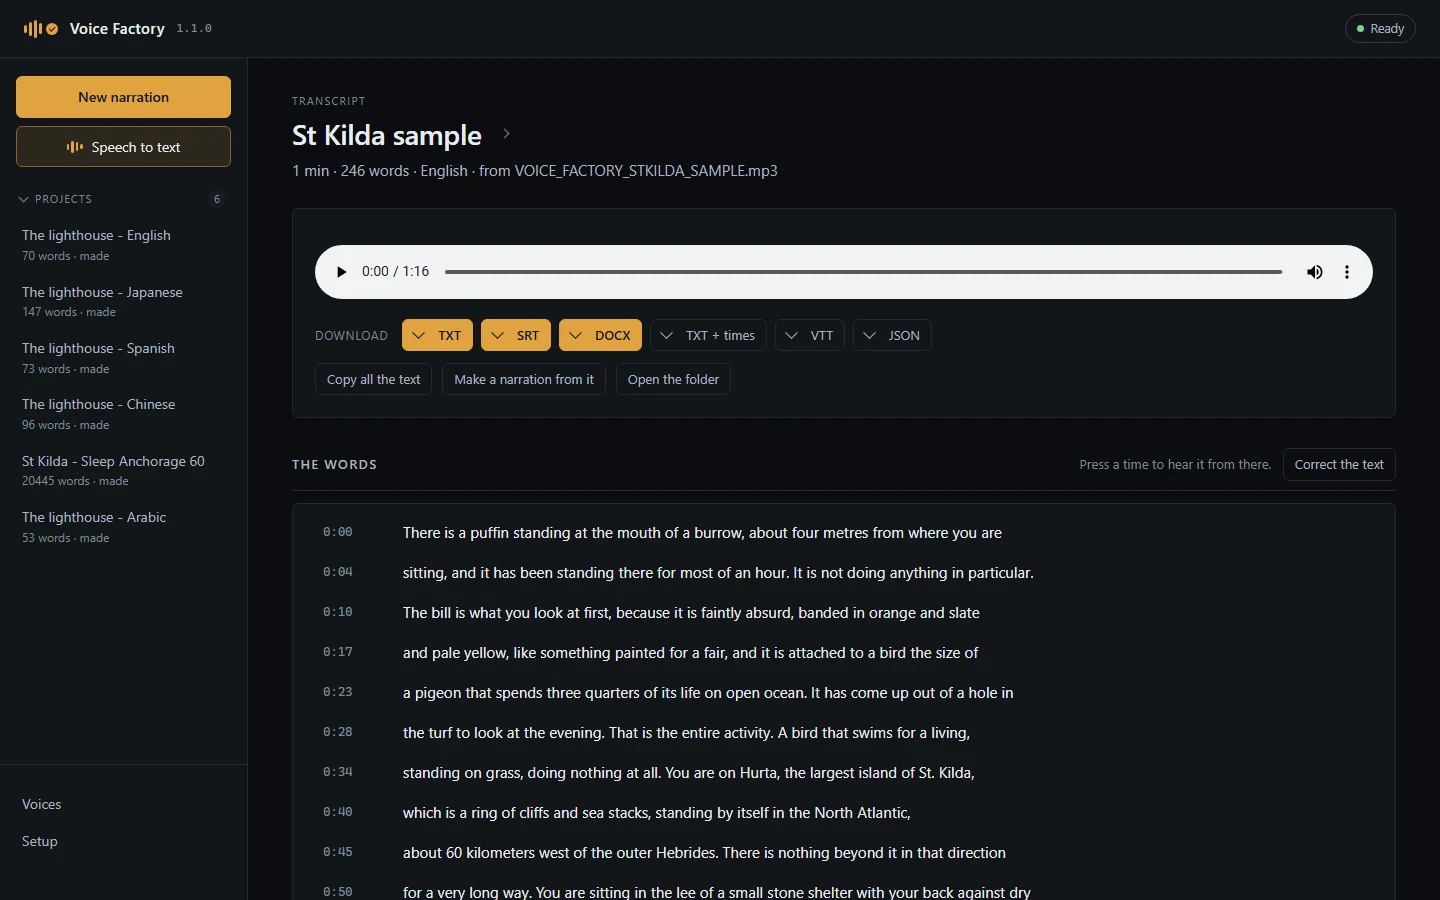 Voice Factory 1.1.0
Ready
New narration
Speech to text
PROJECTS 6
The lighthouse - English
70 words · made
The lighthouse - Japanese
147 words · made
The lighthouse - Spanish
73 words · made
The lighthouse - Chinese
96 words · made
St Kilda - Sleep Anchorage 60
20445 words · made
The lighthouse - Arabic
53 words · made
Voices
Setup
TRANSCRIPT
St Kilda sample
1 min · 246 words · English · from VOICE_FACTORY_STKILDA_SAMPLE.mp3
0:00 / 1:16
DOWNLOAD TXT SRT DOCX TXT + times VTT JSON
Copy all the text Make a narration from it Open the folder
THE WORDS Press a time to hear it from there. Correct the text
0:00 There is a puffin standing at the mouth of a burrow, about four metres from where you are
0:04 sitting, and it has been standing there for most of an hour. It is not doing anything in particular.
0:10 The bill is what you look at first, because it is faintly absurd, banded in orange and slate
0:17 and pale yellow, like something painted for a fair, and it is attached to a bird the size of
0:23 a pigeon that spends three quarters of its life on open ocean. It has come up out of a hole in
0:28 the turf to look at the evening. That is the entire activity. A bird that swims for a living,
0:34 standing on grass, doing nothing at all. You are on Hurta, the largest island of St. Kilda,
0:40 which is a ring of cliffs and sea stacks, standing by itself in the North Atlantic,
0:45 about 60 kilometers west of the outer Hebrides. There is nothing beyond it in that direction
0:50 for a very long way. You are sitting in the lee of a small stone shelter with your back against dry